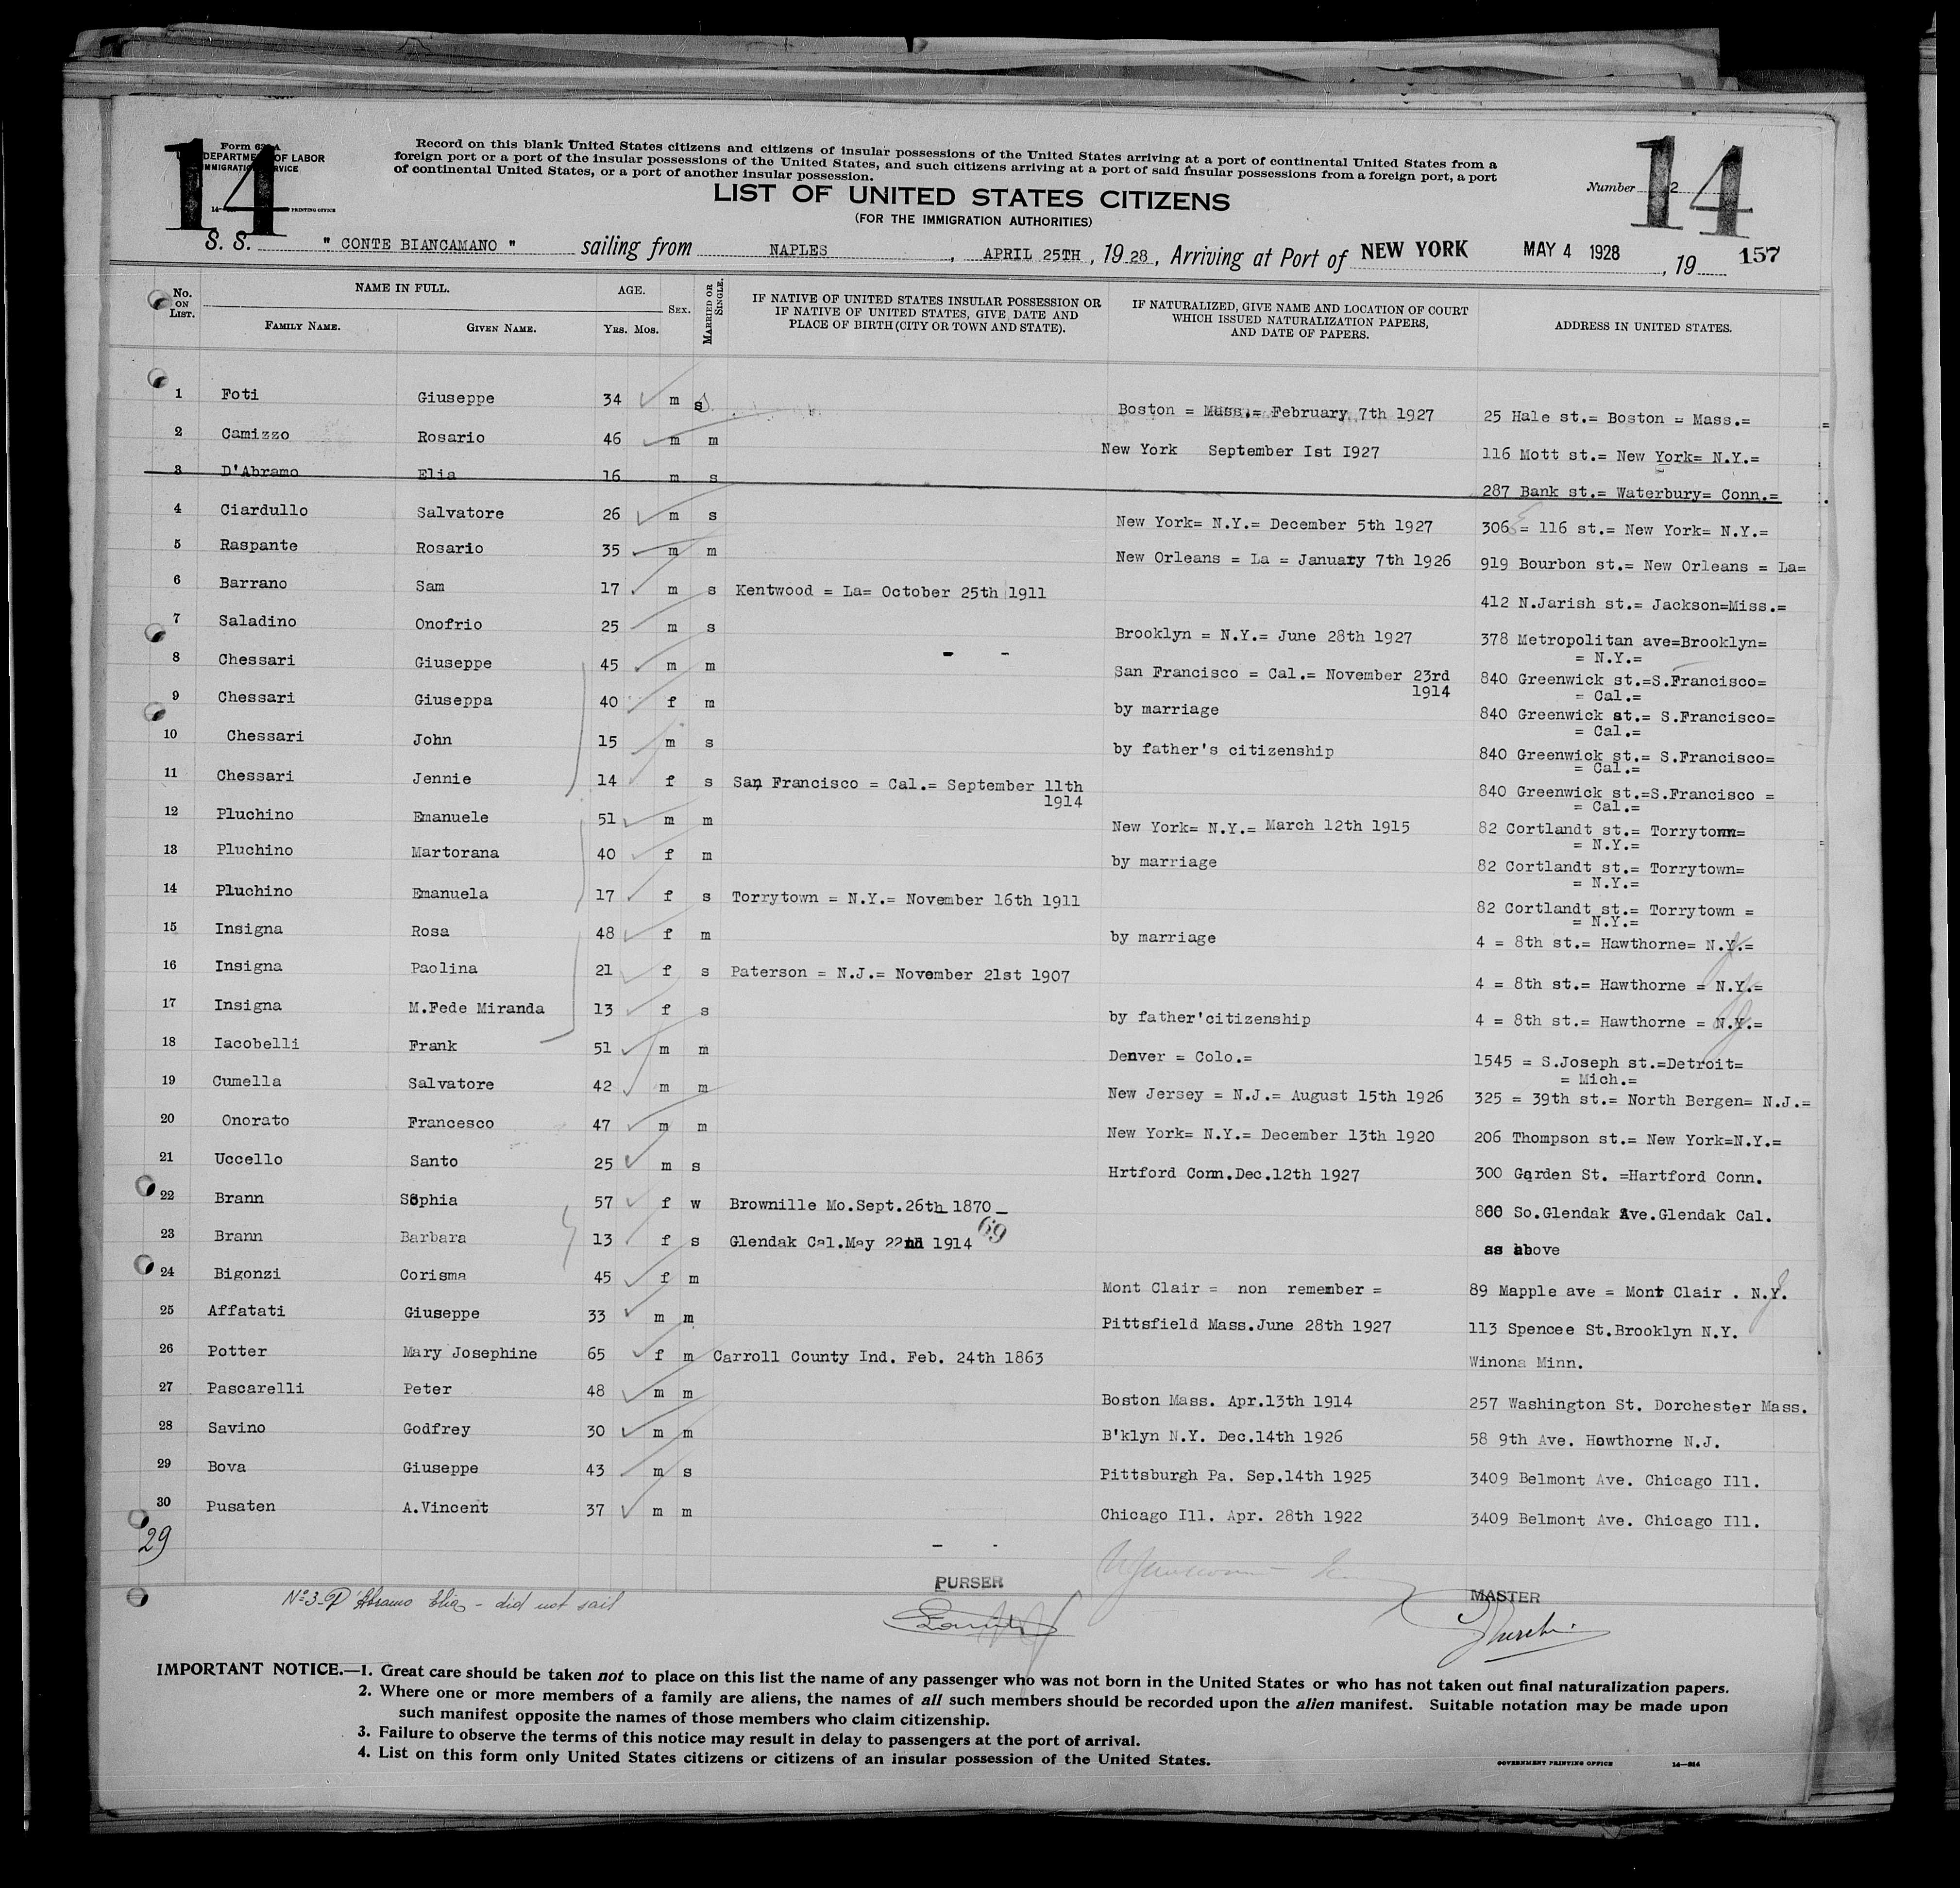 14
Form 630 A
U. S. DEPARTMENT OF LABOR
IMMIGRATION SERVICE
PRINTING OFFICE
Record on this blank United States citizens and citizens of insular possessions of the United States arriving at a port of continental United States from a
foreign port or a port of the insular possessions of the United States, and such citizens arriving at a port of said insular possessions from a foreign port, a port
of continental United States, or a port of another insular possession.
LIST OF UNITED STATES CITIZENS
(FOR THE IMMIGRATION AUTHORITIES)
Number 2
14
S. S. " CONTE BIANCAMANO " sailing from NAPLES , APRIL 25TH , 19 28 , Arriving at Port of NEW YORK MAY 4 1928 , 19 157
No. ON LIST. NAME IN FULL. FAMILY NAME. GIVEN NAME. AGE. YRS. MOS. SEX. MARRIED OR SINGLE. IF NATIVE OF UNITED STATES INSULAR POSSESSION OR IF NATIVE OF UNITED STATES, GIVE DATE AND PLACE OF BIRTH (CITY OR TOWN AND STATE). IF NATURALIZED, GIVE NAME AND LOCATION OF COURT WHICH ISSUED NATURALIZATION PAPERS, AND DATE OF PAPERS. ADDRESS IN UNITED STATES.
1 Foti Giuseppe 34 m s Boston = Mass.= February 7th 1927 25 Hale st.= Boston = Mass.=
2 Camizzo Rosario 46 m m New York September Ist I927 116 Mott st.= New York= N.Y.=
3 D'Abramo Elia 16 m s 287 Bank st.= Waterbury= Conn.=
4 Ciardullo Salvatore 26 m s New York= N.Y.= December 5th 1927 306 = 116 st.= New York= N.Y.=
5 Raspante Rosario 35 m m New Orleans = La = January 7th 1926 919 Bourbon st.= New Orleans = La=
6 Barrano Sam 17 m s Kentwood = La= October 25th 1911 412 N.Jarish st.= Jackson=Miss.=
7 Saladino Onofrio 25 m s Brooklyn = N.Y.= June 28th 1927 378 Metropolitan ave=Brooklyn=
= N.Y.=
8 Chessari Giuseppe 45 m m San Francisco = Cal.= November 23rd 1914 840 Greenwick st.=S.Francisco=
= Cal.=
9 Chessari Giuseppa 40 f m by marriage 840 Greenwick st.= S.Francisco=
= Cal.=
10 Chessari John 15 m s by father's citizenship 840 Greenwick st.= S.Francisco=
= Cal.=
11 Chessari Jennie 14 f s San Francisco = Cal.= September 11th 1914 840 Greenwick st.=S.Francisco =
= Cal.=
12 Pluchino Emanuele 51 m m New York= N.Y.= March 12th 1915 82 Cortlandt st.= Torrytown=
= N.Y.=
13 Pluchino Martorana 40 f m by marriage 82 Cortlandt st.= Torrytown=
= N.Y.=
14 Pluchino Emanuela 17 f s Torrytown = N.Y.= November 16th 1911 82 Cortlandt st.= Torrytown =
= N.Y.=
15 Insigna Rosa 48 f m by marriage 4 = 8th st.= Hawthorne= N.Y.=
16 Insigna Paolina 21 f s Paterson = N.J.= November 21st 1907 4 = 8th st.= Hawthorne = N.Y.=
17 Insigna M.Fede Miranda 13 f s by father'citizenship 4 = 8th st.= Hawthorne = N.Y.=
18 Iacobelli Frank 51 m m Denver = Colo.= 1545 = S.Joseph st.=Detroit=
= Mich.=
19 Cumella Salvatore 42 m m New Jersey = N.J.= August 15th 1926 325 = 39th st.= North Bergen= N.J.=
20 Onorato Francesco 47 m m New York= N.Y.= December 13th 1920 206 Thompson st.= New York=N.Y.=
21 Uccello Santo 25 m s Hrtford Conn.Dec.12th 1927 300 Garden St. =Hartford Conn.
22 Brann Sophia 57 f w Brownille Mo.Sept.26th 1870 800 So.Glendak Ave.Glendak Cal.
23 Brann Barbara 13 f s Glendak Cal.May 22nd 1914 69 as above
24 Bigonzi Corisma 45 f m Mont Clair = non remember = 89 Mapple ave = Mont Clair . N.Y.
25 Affatati Giuseppe 33 m m Pittsfield Mass.June 28th 1927 113 Spencee St.Brooklyn N.Y.
26 Potter Mary Josephine 65 f m Carroll County Ind. Feb. 24th 1863 Winona Minn.
27 Pascarelli Peter 48 m m Boston Mass. Apr.13th 1914 257 Washington St. Dorchester Mass.
28 Savino Godfrey 30 m m B'klyn N.Y. Dec.14th 1926 58 9th Ave. Howthorne N.J.
29 Bova Giuseppe 43 m s Pittsburgh Pa. Sep.14th 1925 3409 Belmont Ave. Chicago Ill.
30 Pusaten A.Vincent 37 m m Chicago Ill. Apr. 28th 1922 3409 Belmont Ave. Chicago Ill.
29
Nº3-D'Abramo Elia - did not sail
PURSER
MASTER
IMPORTANT NOTICE.—1. Great care should be taken not to place on this list the name of any passenger who was not born in the United States or who has not taken out final naturalization papers.
2. Where one or more members of a family are aliens, the names of all such members should be recorded upon the alien manifest. Suitable notation may be made upon
such manifest opposite the names of those members who claim citizenship.
3. Failure to observe the terms of this notice may result in delay to passengers at the port of arrival.
4. List on this form only United States citizens or citizens of an insular possession of the United States.
GOVERNMENT PRINTING OFFICE 14—914